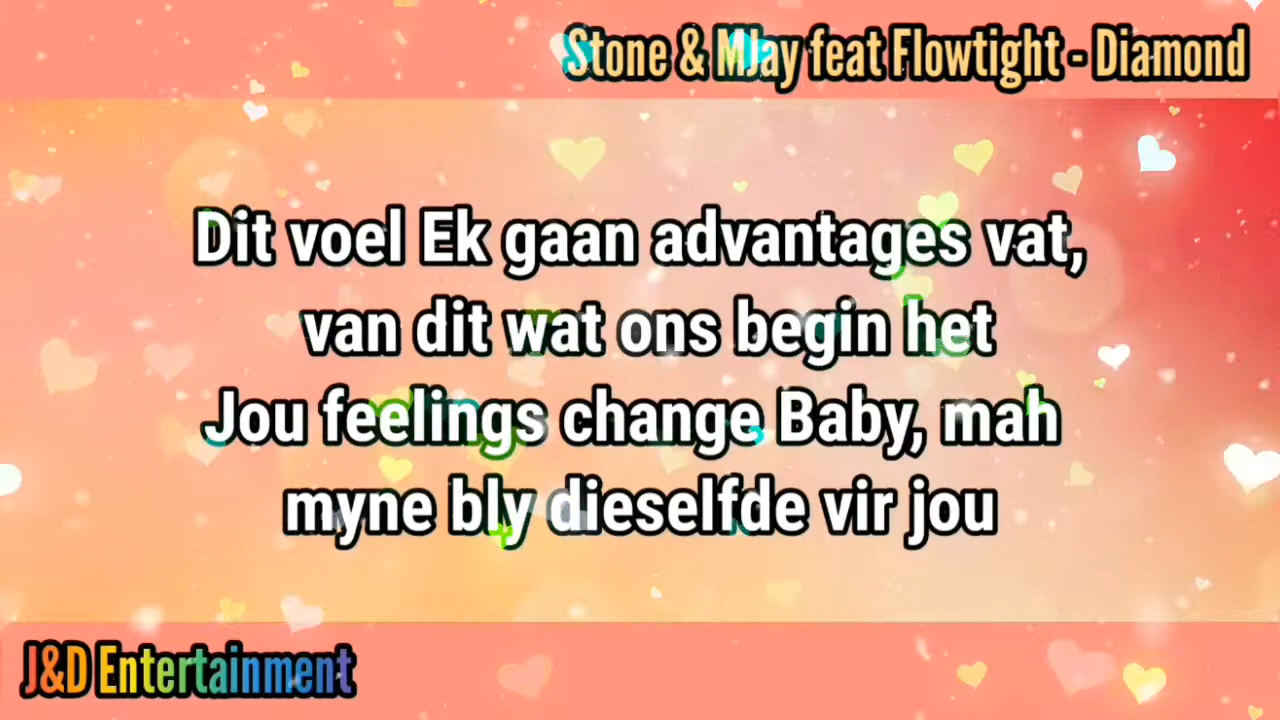 Stone & MJay feat Flowtight - Diamond
Dit voel Ek gaan advantages vat,
van dit wat ons begin het
Jou feelings change Baby, mah
myne bly dieselfde vir jou
J&D Entertainment